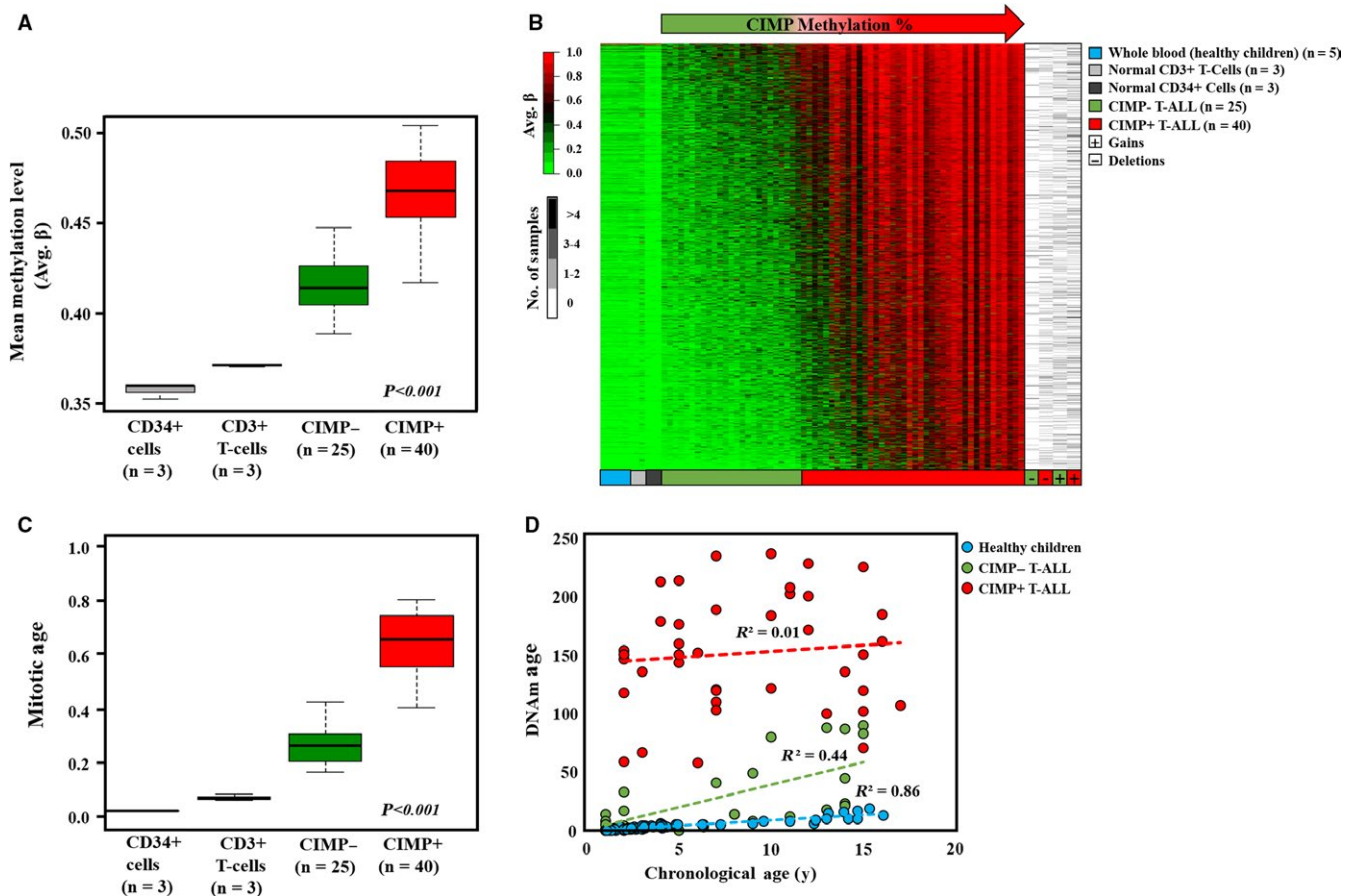 A
Mean methylation level
(Avg. β)
0.50
0.45
0.40
0.35
P<0.001
CD34+
cells
(n = 3)
CD3+
T-cells
(n = 3)
CIMP−
(n = 25)
CIMP+
(n = 40)
B
CIMP Methylation %
Avg. β
1.0
0.8
0.6
0.4
0.2
0.0
No. of samples
>4
3-4
1-2
0
− − + +
Whole blood (healthy children) (n = 5)
Normal CD3+ T-Cells (n = 3)
Normal CD34+ Cells (n = 3)
CIMP- T-ALL (n = 25)
CIMP+ T-ALL (n = 40)
+ Gains
− Deletions
C
Mitotic age
1.0
0.8
0.6
0.4
0.2
0.0
P<0.001
CD34+
cells
(n = 3)
CD3+
T-cells
(n = 3)
CIMP−
(n = 25)
CIMP+
(n = 40)
D
DNAm age
250
200
150
100
50
0
R² = 0.01
R² = 0.44
R² = 0.86
0 5 10 15 20
Chronological age (y)
Healthy children
CIMP− T-ALL
CIMP+ T-ALL